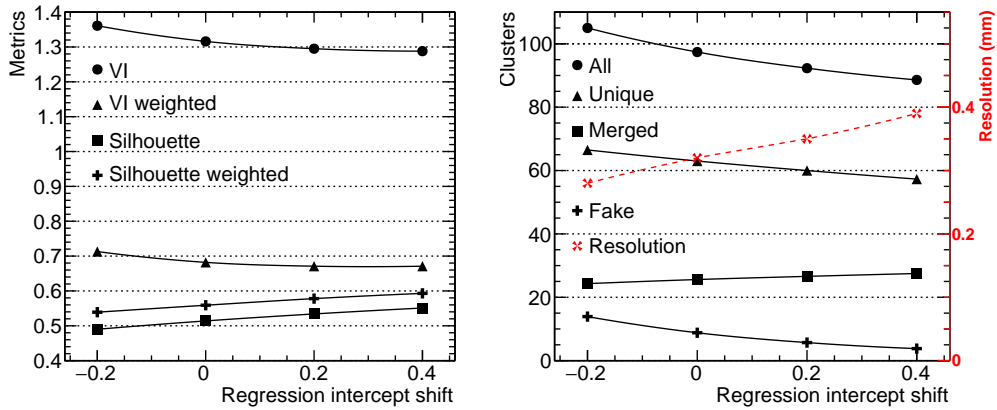 Metrics
1.4
1.3
1.2
1.1
1
0.9
0.8
0.7
0.6
0.5
0.4
VI
VI weighted
Silhouette
Silhouette weighted
−0.2 0 0.2 0.4
Regression intercept shift
Clusters
100
80
60
40
20
0
All
Unique
Merged
Fake
Resolution
−0.2 0 0.2 0.4
Regression intercept shift
Resolution (mm)
0.4
0.2
0